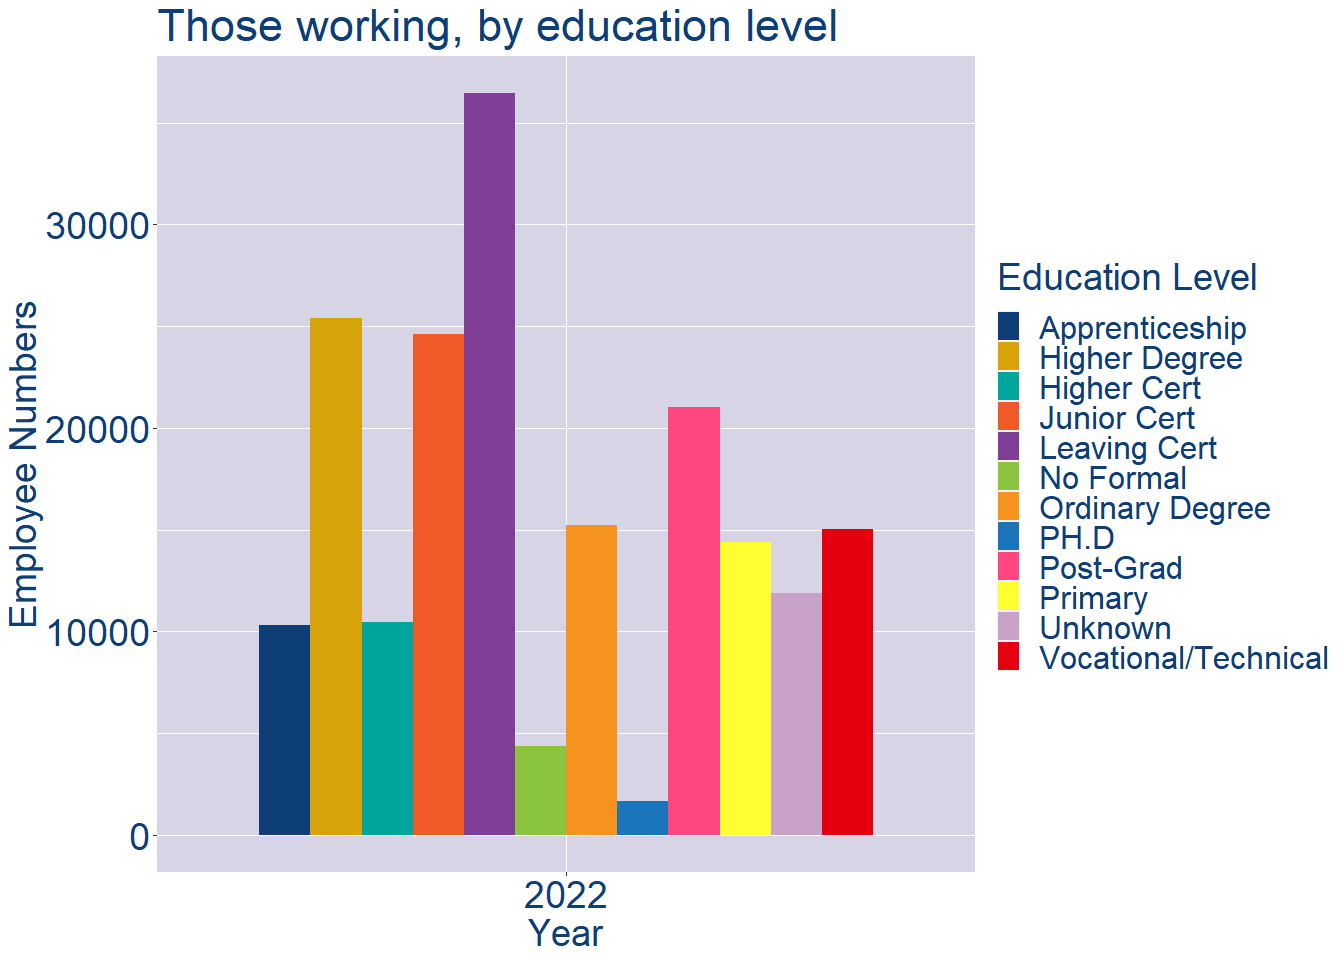 Those working, by education level
Employee Numbers
30000
20000
10000
0
2022
Year
Education Level
Apprenticeship
Higher Degree
Higher Cert
Junior Cert
Leaving Cert
No Formal
Ordinary Degree
PH.D
Post-Grad
Primary
Unknown
Vocational/Technical